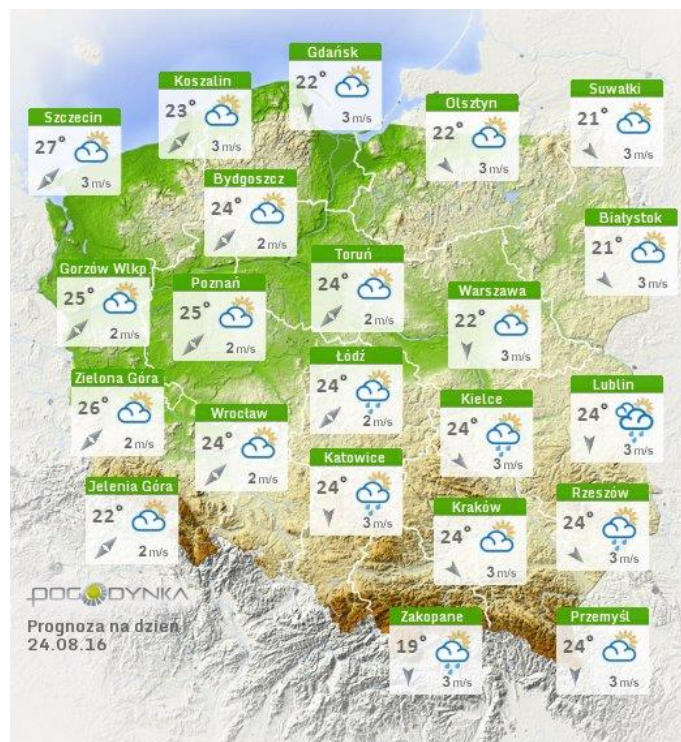 Gdańsk
22°
3 m/s
Koszalin
23°
3 m/s
Suwałki
21°
3 m/s
Olsztyn
22°
3 m/s
Szczecin
27°
3 m/s
Bydgoszcz
24°
2 m/s
Białystok
21°
3 m/s
Toruń
24°
2 m/s
Gorzów Wlkp.
25°
2 m/s
Poznań
25°
2 m/s
Warszawa
22°
3 m/s
Łódź
24°
2 m/s
Zielona Góra
26°
2 m/s
Lublin
24°
3 m/s
Kielce
24°
3 m/s
Wrocław
24°
2 m/s
Katowice
24°
3 m/s
Jelenia Góra
22°
2 m/s
Rzeszów
24°
3 m/s
Kraków
24°
3 m/s
POGODYNKA
Prognoza na dzień
24.08.16
Zakopane
19°
3 m/s
Przemyśl
24°
3 m/s